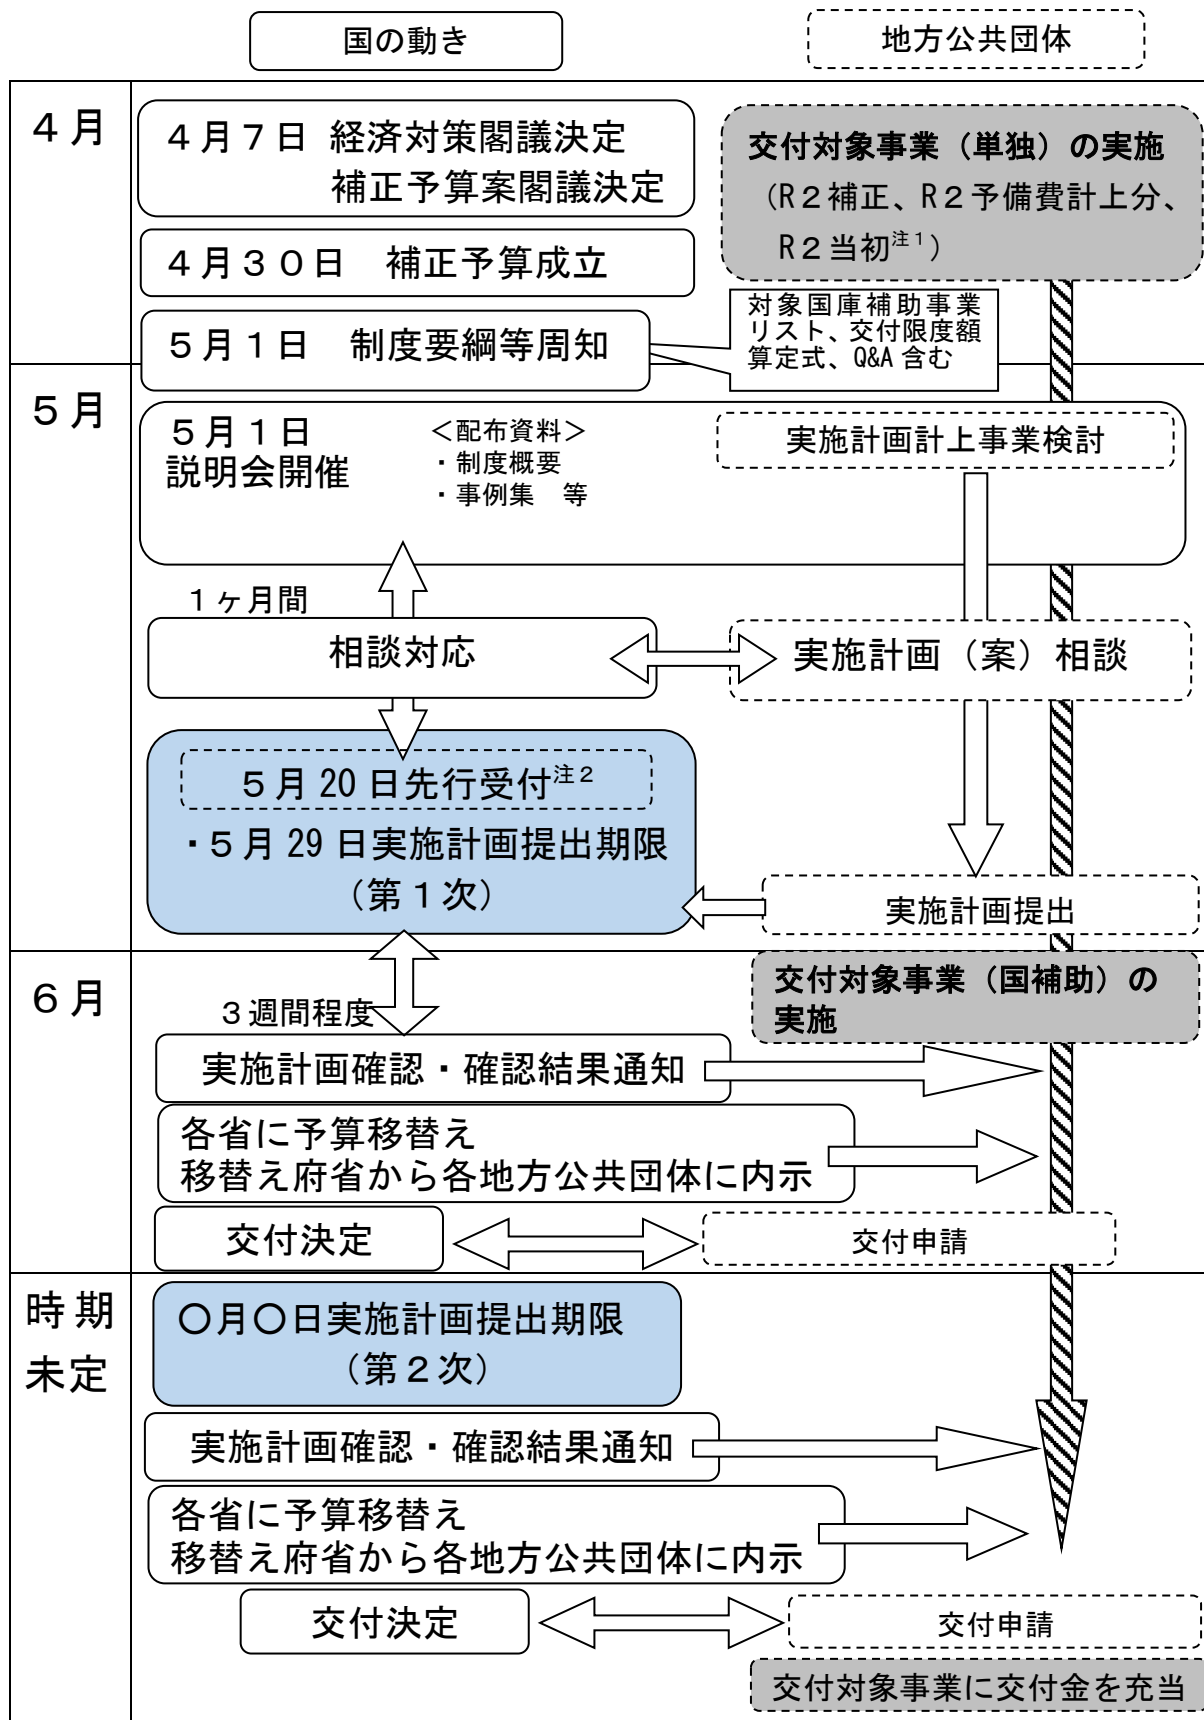 国の動き
地方公共団体
４月
４月７日 経済対策閣議決定
補正予算案閣議決定
交付対象事業（単独）の実施
（R２補正、R２予備費計上分、
R２当初注１）
４月３０日　補正予算成立
５月１日　制度要綱等周知
対象国庫補助事業
リスト、交付限度額
算定式、Q&A 含む
５月
５月１日
説明会開催
＜配布資料＞
・制度概要
・事例集　等
実施計画計上事業検討
１ヶ月間
相談対応
実施計画（案）相談
５月 20 日先行受付注２
・５月 29 日実施計画提出期限
（第１次）
実施計画提出
６月
交付対象事業（国補助）の
実施
３週間程度
実施計画確認・確認結果通知
各省に予算移替え
移替え府省から各地方公共団体に内示
交付決定
交付申請
時期
未定
〇月〇日実施計画提出期限
（第２次）
実施計画確認・確認結果通知
各省に予算移替え
移替え府省から各地方公共団体に内示
交付決定
交付申請
交付対象事業に交付金を充当